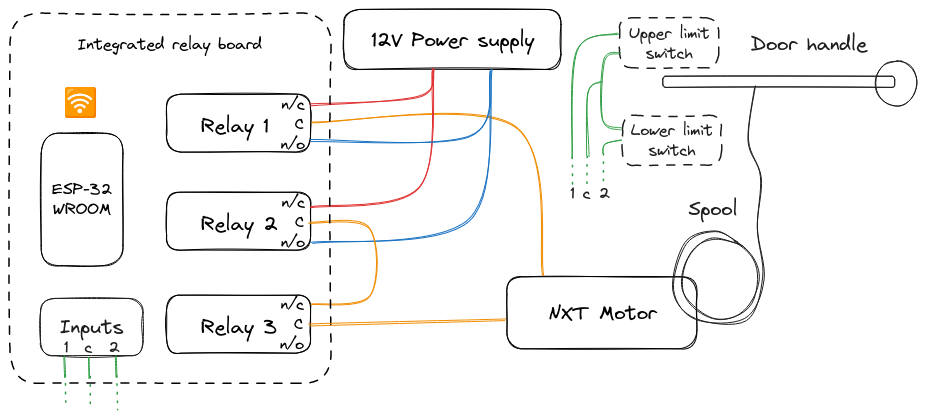 Integrated relay board
12V Power supply
Upper limit
switch
Door handle
n/c
Relay 1
c
n/o
Lower limit
switch
ESP-32
WROOM
n/c
Relay 2
c
n/o
1 c 2
Spool
n/c
Relay 3
c
n/o
NXT Motor
Inputs
1 c 2